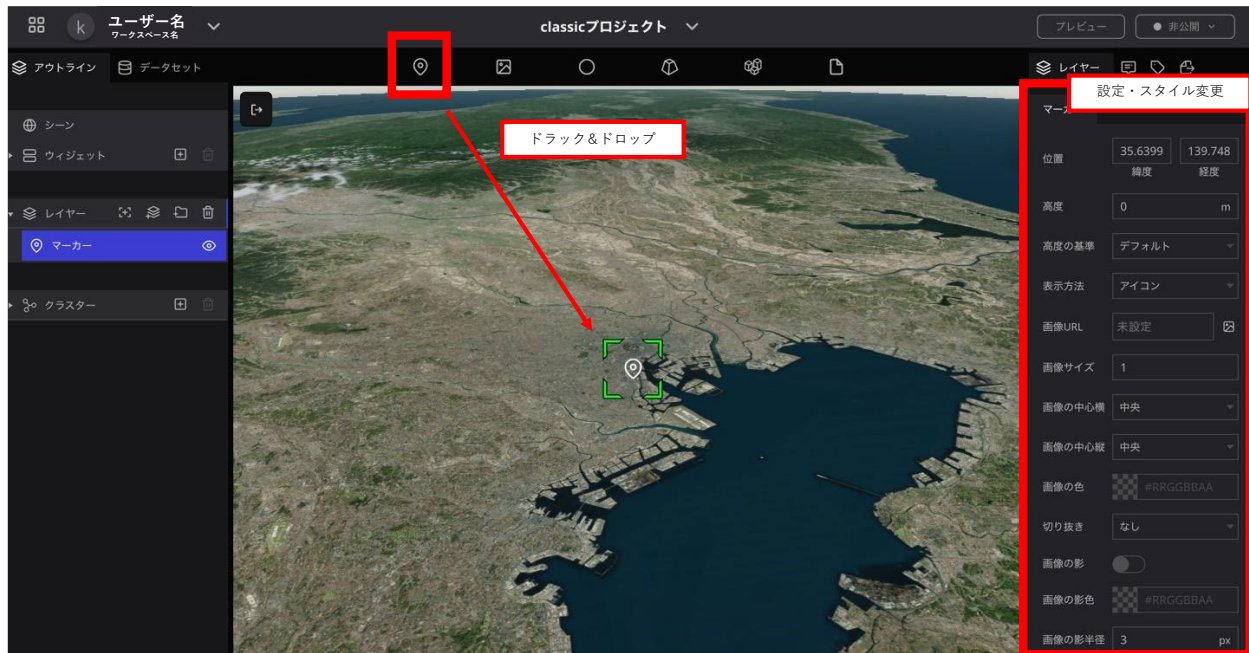 k
ユーザー名
ワークスペース名
classicプロジェクト
プレビュー
非公開
アウトライン
データセット
レイヤー
設定・スタイル変更
シーン
ウィジェット
レイヤー
マーカー
クラスター
ドラック&ドロップ
位置
35.6399
139.748
緯度
経度
高度
0
m
高度の基準
デフォルト
表示方法
アイコン
画像URL
未設定
画像サイズ
1
画像の中心横
中央
画像の中心縦
中央
画像の色
#RRGGBBAA
切り抜き
なし
画像の影
画像の影色
#RRGGBBAA
画像の影半径
3
px